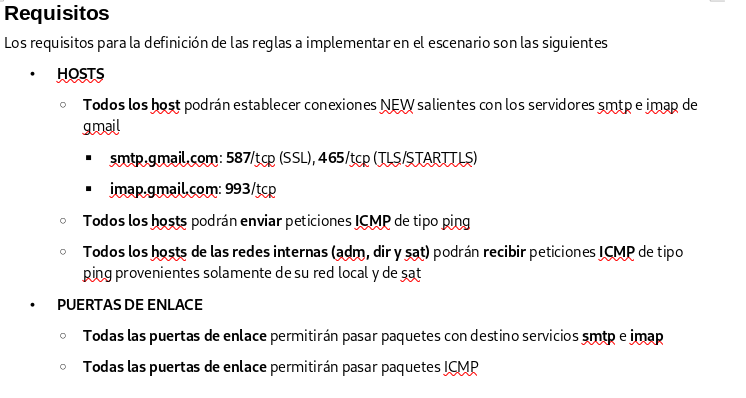 Requisitos
Los requisitos para la definición de las reglas a implementar en el escenario son las siguientes
• HOSTS
○ Todos los host podrán establecer conexiones NEW salientes con los servidores smtp e imap de
gmail
▪ smtp.gmail.com: 587/tcp (SSL), 465/tcp (TLS/STARTTLS)
▪ imap.gmail.com: 993/tcp
○ Todos los hosts podrán enviar peticiones ICMP de tipo ping
○ Todos los hosts de las redes internas (adm, dir y sat) podrán recibir peticiones ICMP de tipo
ping provenientes solamente de su red local y de sat
• PUERTAS DE ENLACE
○ Todas las puertas de enlace permitirán pasar paquetes con destino servicios smtp e imap
○ Todas las puertas de enlace permitirán pasar paquetes ICMP